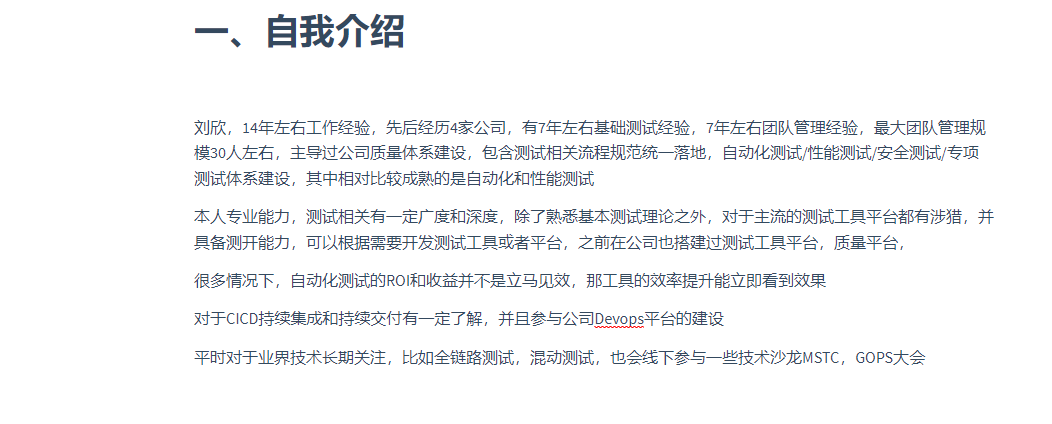 一、自我介绍
刘欣，14年左右工作经验，先后经历4家公司，有7年左右基础测试经验，7年左右团队管理经验，最大团队管理规
模30人左右，主导过公司质量体系建设，包含测试相关流程规范统一落地，自动化测试/性能测试/安全测试/专项
测试体系建设，其中相对比较成熟的是自动化和性能测试
本人专业能力，测试相关有一定广度和深度，除了熟悉基本测试理论之外，对于主流的测试工具平台都有涉猎，并
具备测开能力，可以根据需要开发测试工具或者平台，之前在公司也搭建过测试工具平台，质量平台，
很多情况下，自动化测试的ROI和收益并不是立马见效，那工具的效率提升能立即看到效果
对于CICD持续集成和持续交付有一定了解，并且参与公司Devops平台的建设
平时对于业界技术长期关注，比如全链路测试，混动测试，也会线下参与一些技术沙龙MSTC，GOPS大会